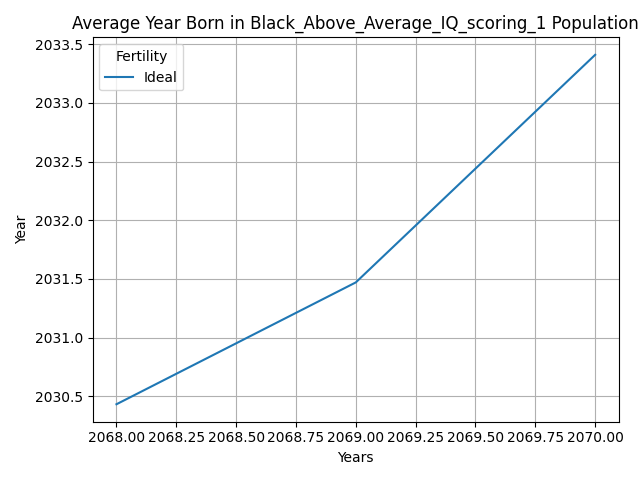 Average Year Born in Black_Above_Average_IQ_scoring_1 Population
Fertility
Ideal
2033.5
2033.0
2032.5
2032.0
2031.5
2031.0
2030.5
Year
2068.00 2068.25 2068.50 2068.75 2069.00 2069.25 2069.50 2069.75 2070.00
Years